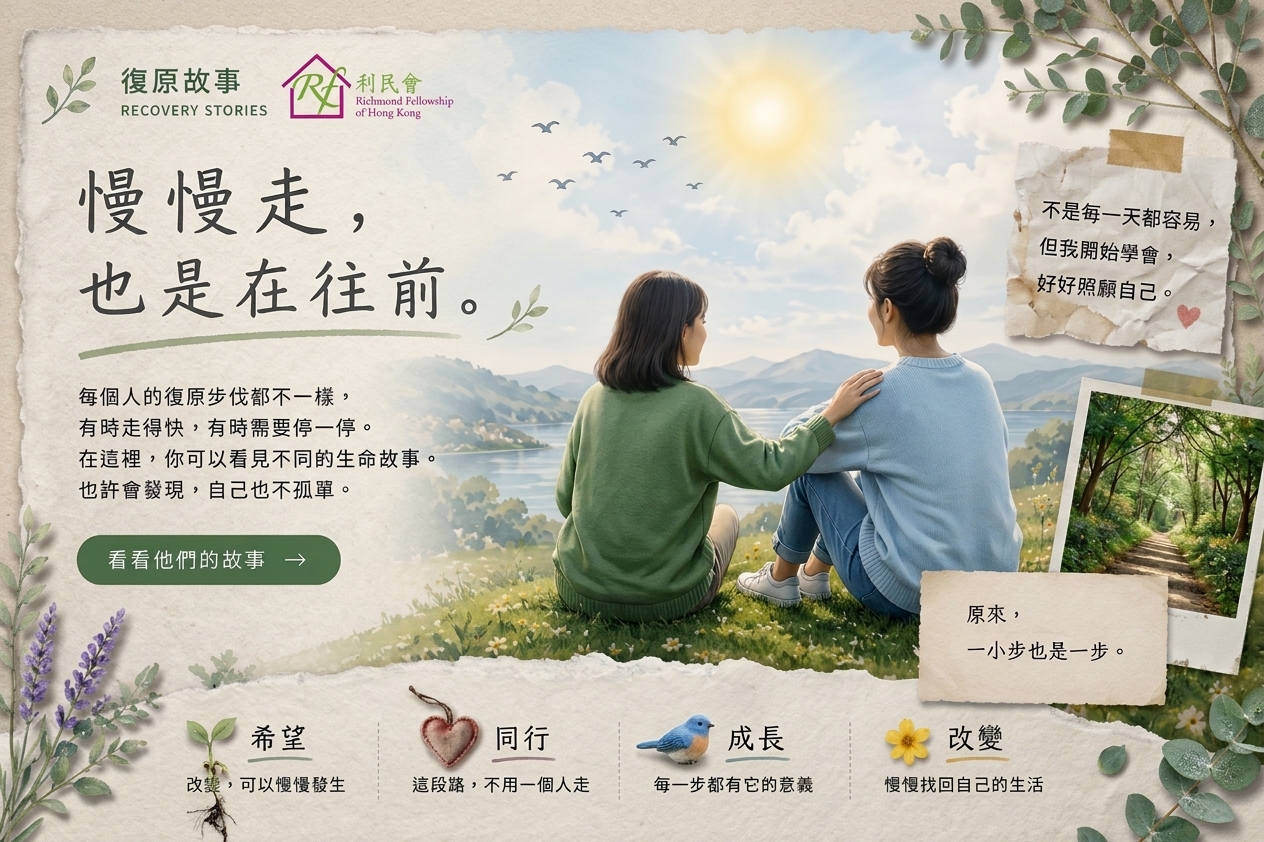 復原故事
RECOVERY STORIES
Rf
利民會
Richmond Fellowship
of Hong Kong
慢慢走，
也是在往前。
每個人的復原步伐都不一樣，
有時走得快，有時需要停一停。
在這裡，你可以看見不同的生命故事。
也許會發現，自己也不孤單。
看看他們的故事 →
不是每一天都容易，
但我開始學會，
好好照顧自己。
原來，
一小步也是一步。
希望
改變，可以慢慢發生
同行
這段路，不用一個人走
成長
每一步都有它的意義
改變
慢慢找回自己的生活